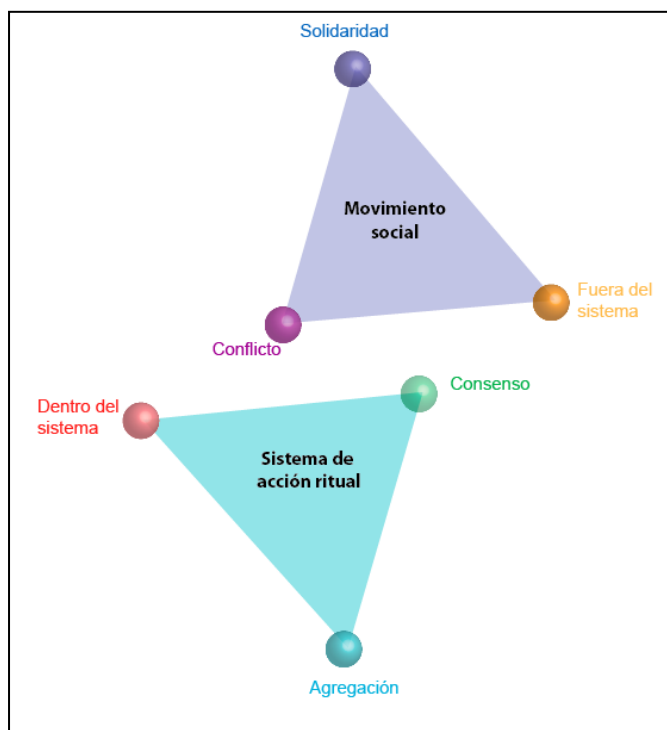 Solidaridad
Movimiento
social
Fuera del
sistema
Conflicto
Consenso
Dentro del
sistema
Sistema de
acción ritual
Agregación